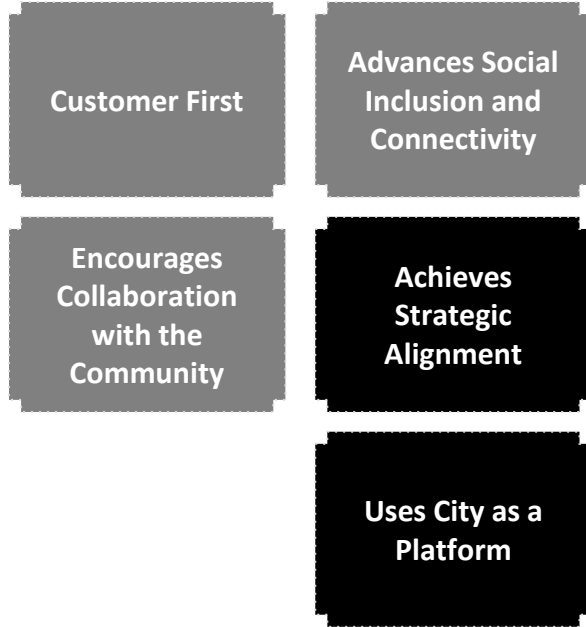 Customer First
Advances Social
Inclusion and
Connectivity
Encourages
Collaboration
with the
Community
Achieves
Strategic
Alignment
Uses City as a
Platform